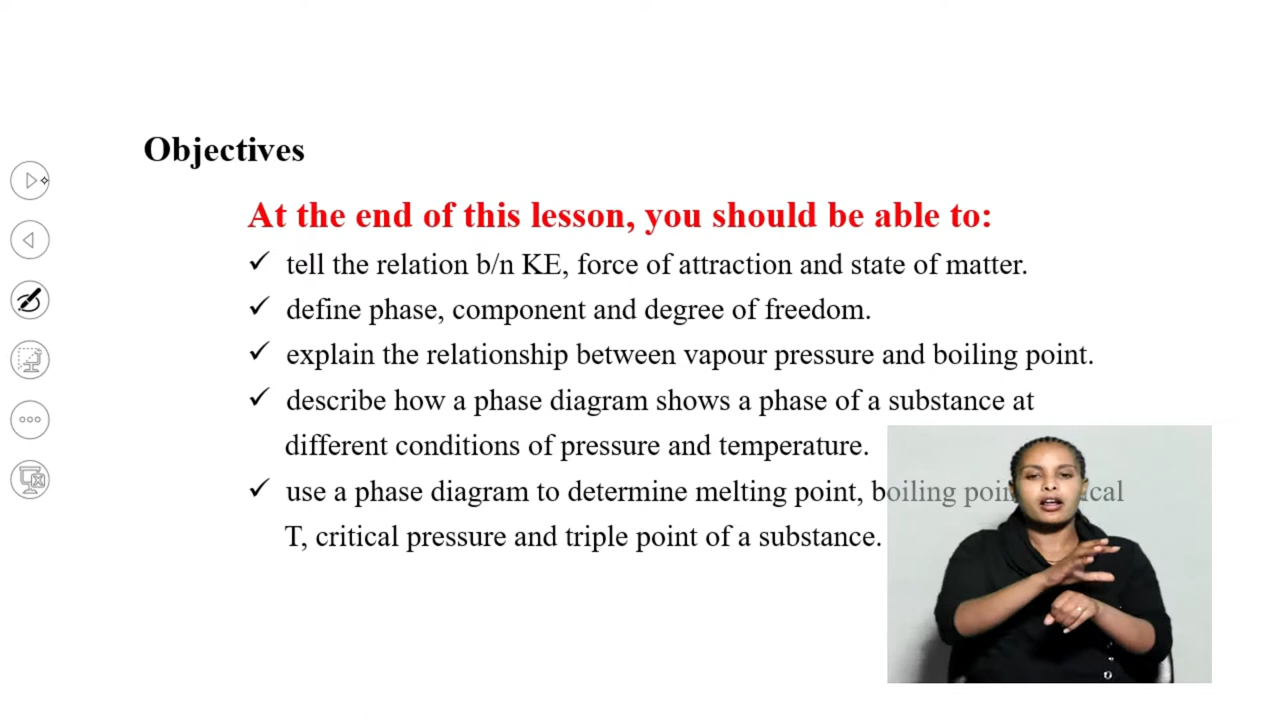 Objectives
At the end of this lesson, you should be able to:
✓ tell the relation b/n KE, force of attraction and state of matter.
✓ define phase, component and degree of freedom.
✓ explain the relationship between vapour pressure and boiling point.
✓ describe how a phase diagram shows a phase of a substance at
different conditions of pressure and temperature.
✓ use a phase diagram to determine melting point, boiling
T, critical pressure and triple point of a substance.